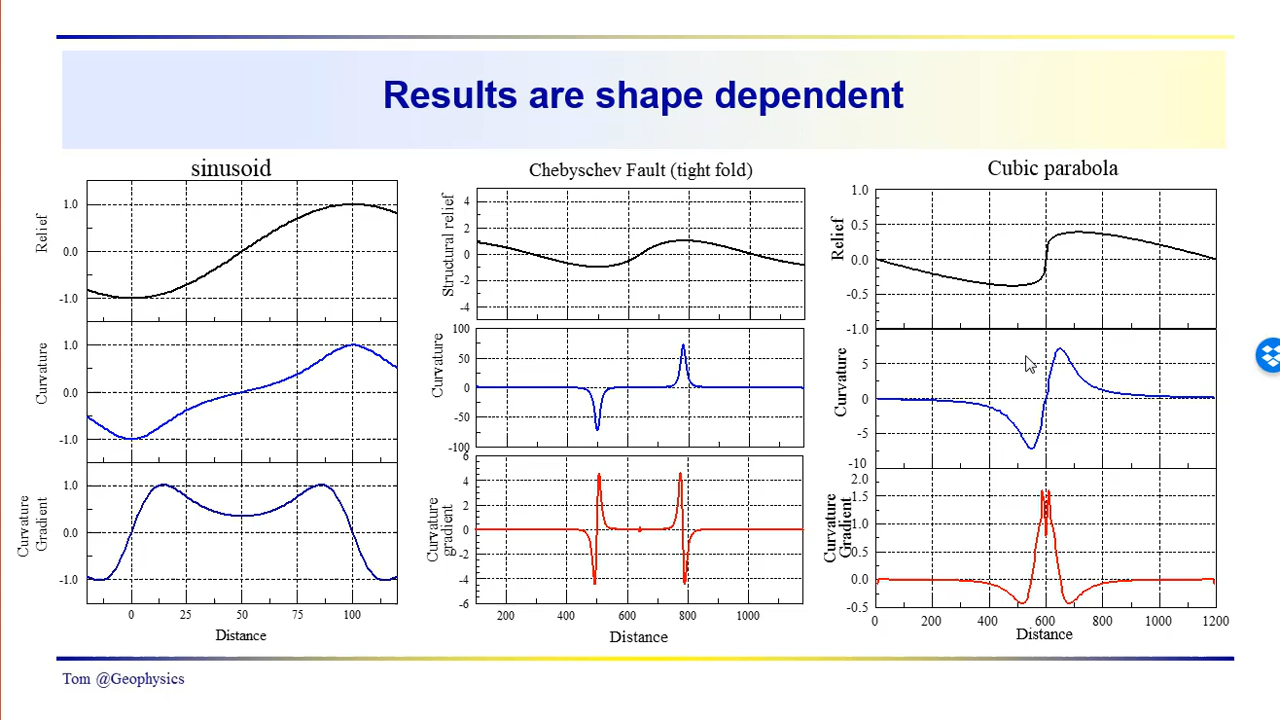 Results are shape dependent
sinusoid
Relief
1.0
0.0
-1.0
Curvature
1.0
0.0
-1.0
Curvature
Gradient
1.0
0.0
-1.0
0 25 50 75 100
Distance
Chebyschev Fault (tight fold)
Structural relief
4
2
0
-2
-4
Curvature
100
50
0
-50
-100
Curvature
gradient
6
4
2
0
-2
-4
-6
200 400 600 800 1000
Distance
Cubic parabola
Relief
1.0
0.5
0.0
-0.5
-1.0
Curvature
5
0
-5
-10
Curvature
Gradient
2.0
1.5
1.0
0.5
0.0
-0.5
0 200 400 600 800 1000 1200
Distance
Tom @Geophysics